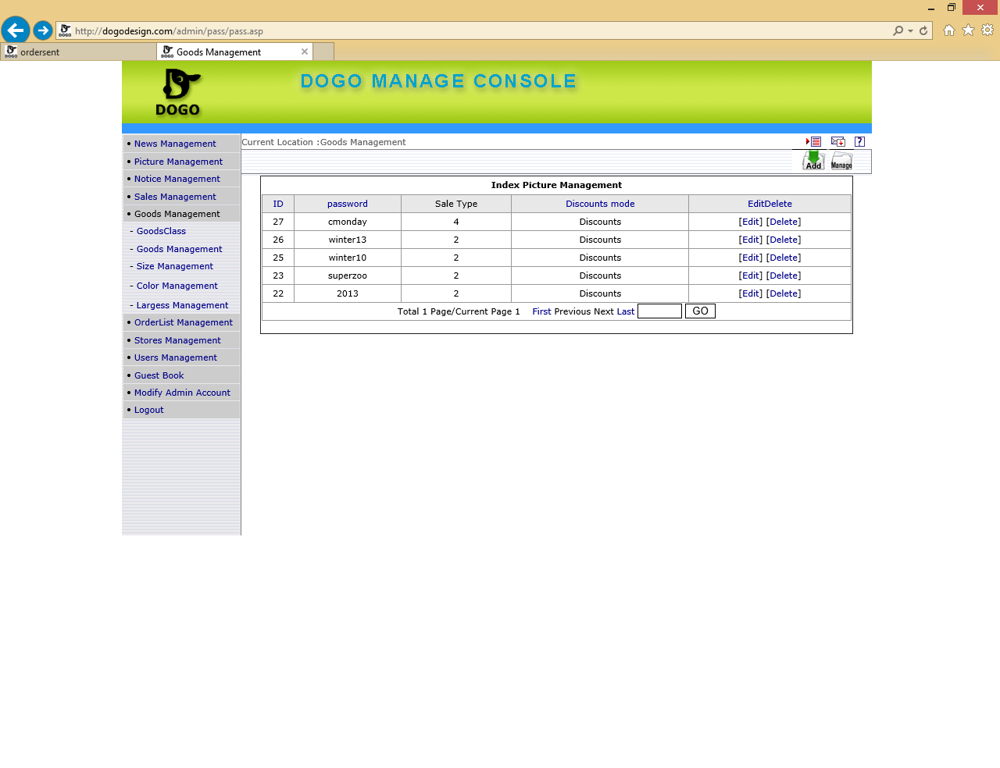 http://dogodesign.com/admin/pass/pass.asp
DOGO ordersent
DOGO Goods Management
DOGO
DOGO MANAGE CONSOLE
Current Location :Goods Management
Add Manage
• News Management
• Picture Management
• Notice Management
• Sales Management
• Goods Management
- GoodsClass
- Goods Management
- Size Management
- Color Management
- Largess Management
• OrderList Management
• Stores Management
• Users Management
• Guest Book
• Modify Admin Account
• Logout
Index Picture Management
ID password Sale Type Discounts mode EditDelete
27 cmonday 4 Discounts [Edit] [Delete]
26 winter13 2 Discounts [Edit] [Delete]
25 winter10 2 Discounts [Edit] [Delete]
23 superzoo 2 Discounts [Edit] [Delete]
22 2013 2 Discounts [Edit] [Delete]
Total 1 Page/Current Page 1 First Previous Next Last GO